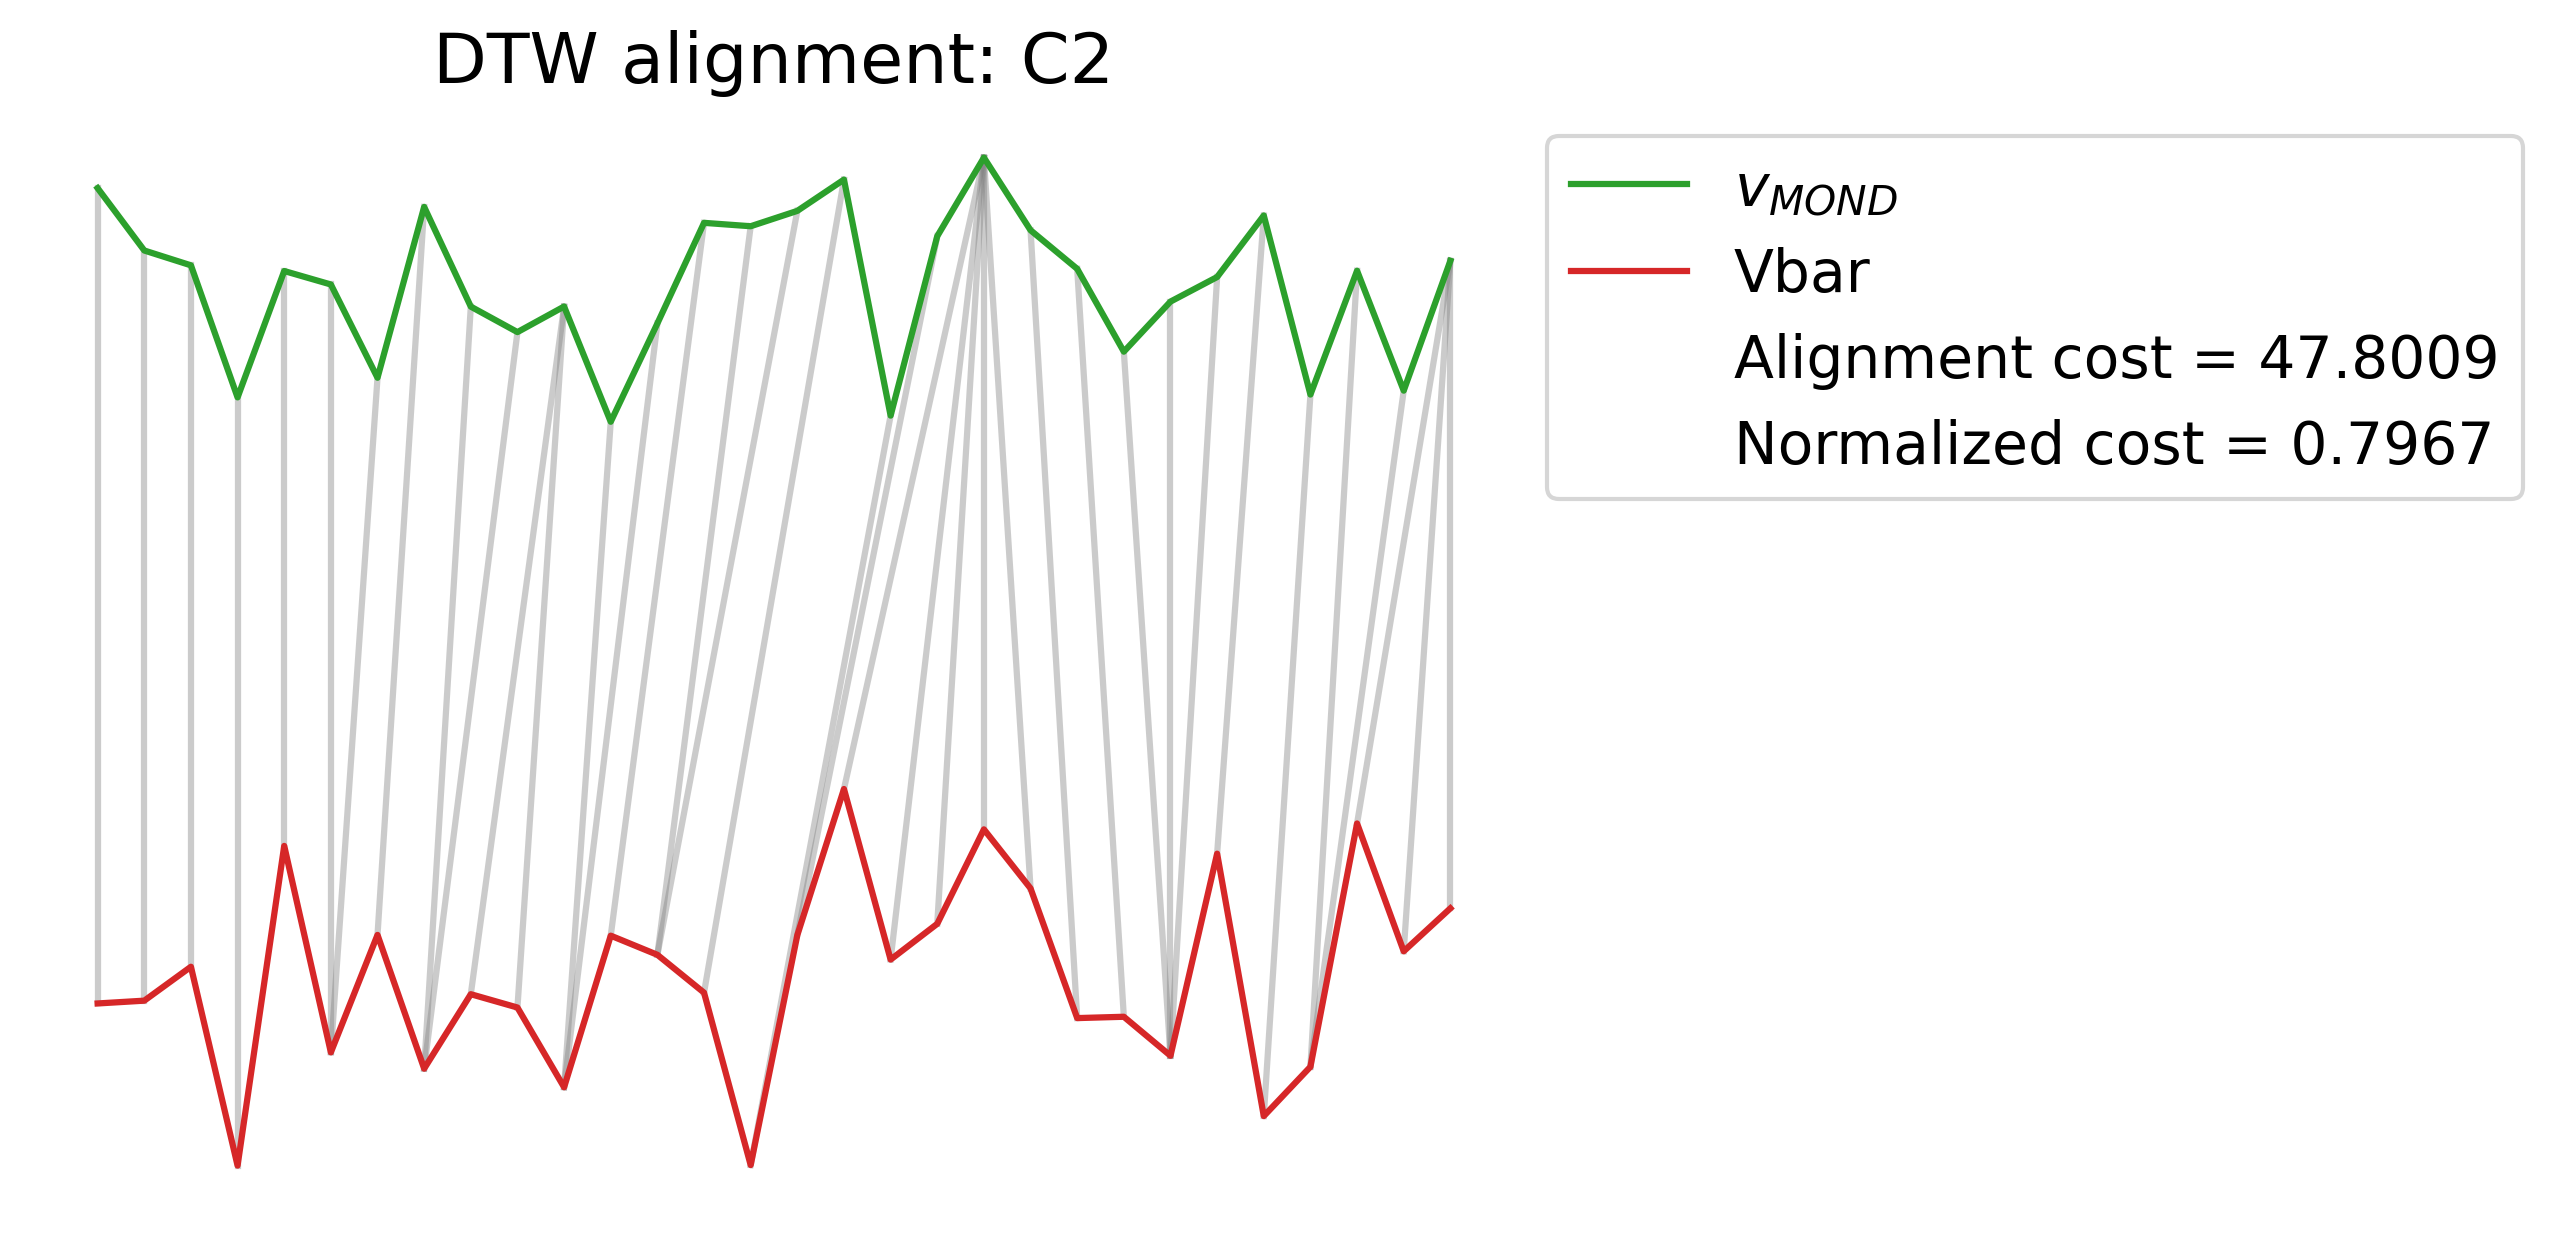 DTW alignment: C2
v_MOND
Vbar
Alignment cost = 47.8009
Normalized cost = 0.7967